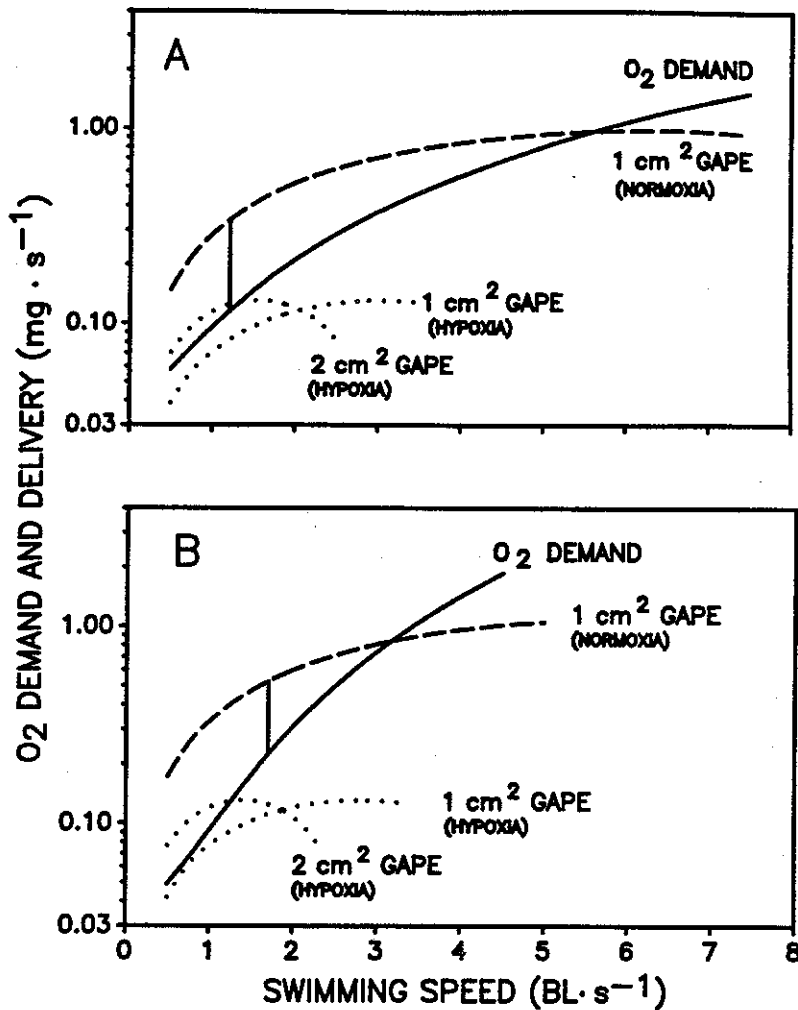 A
O2 DEMAND
1.00
1 cm2 GAPE
(NORMOXIA)
0.10
1 cm2 GAPE
(HYPOXIA)
2 cm2 GAPE
(HYPOXIA)
0.03
O2 DEMAND AND DELIVERY (mg · s−1)
B
O2 DEMAND
1.00
1 cm2 GAPE
(NORMOXIA)
0.10
1 cm2 GAPE
(HYPOXIA)
2 cm2 GAPE
(HYPOXIA)
0.03
0 1 2 3 4 5 6 7 8
SWIMMING SPEED (BL· s−1)